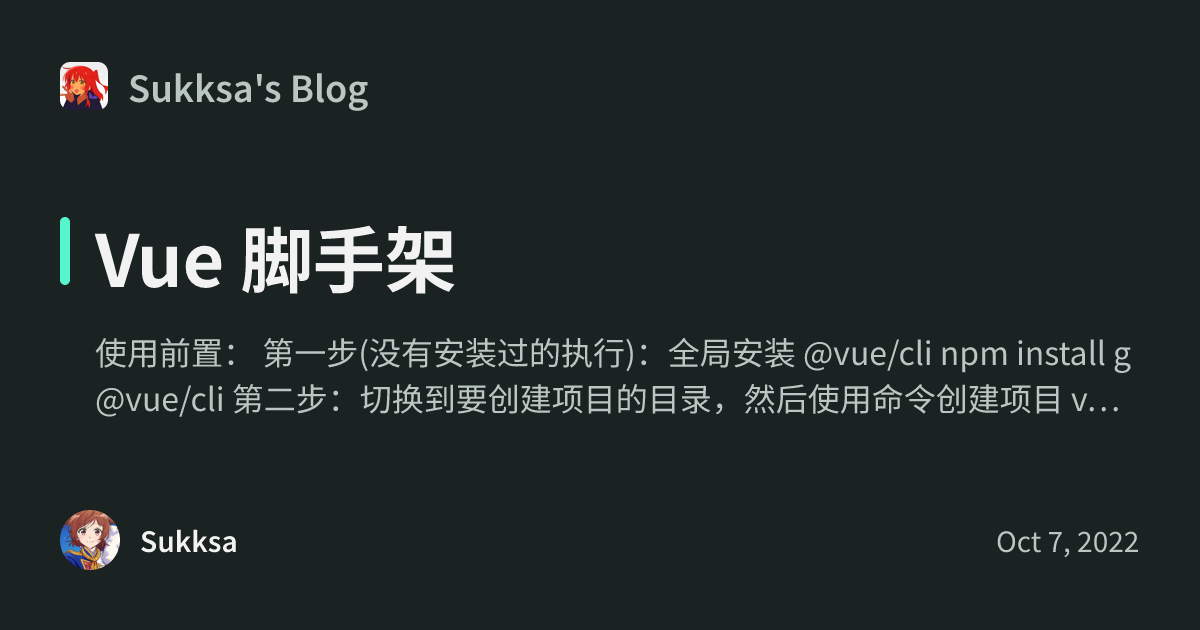 Sukksa's Blog
Vue 脚手架
使用前置： 第一步(没有安装过的执行)：全局安装 @vue/cli npm install g
@vue/cli 第二步：切换到要创建项目的目录，然后使用命令创建项目 v…
Sukksa
Oct 7, 2022